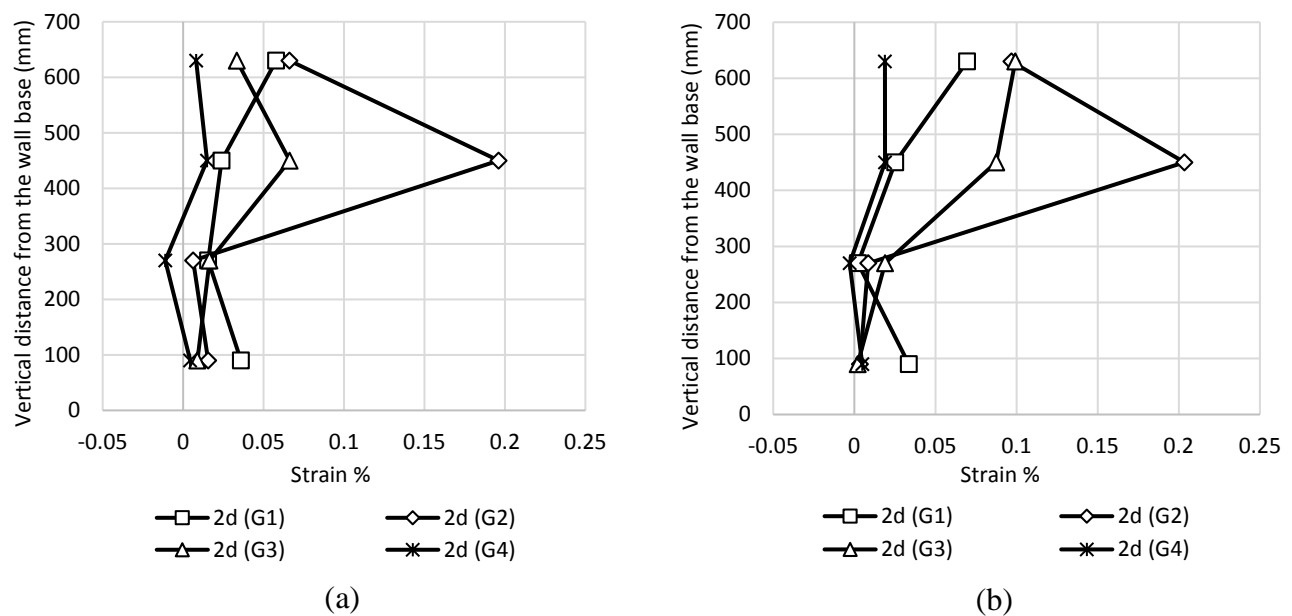 (a)
Vertical distance from the wall base (mm)
700
600
500
400
300
200
100
0
-0.05 0 0.05 0.1 0.15 0.2 0.25
Strain %
2d (G1) 2d (G2)
2d (G3) 2d (G4)
(a)
(b)
Vertical distance from the wall base (mm)
700
600
500
400
300
200
100
0
-0.05 0 0.05 0.1 0.15 0.2 0.25
Strain %
2d (G1) 2d (G2)
2d (G3) 2d (G4)
(b)